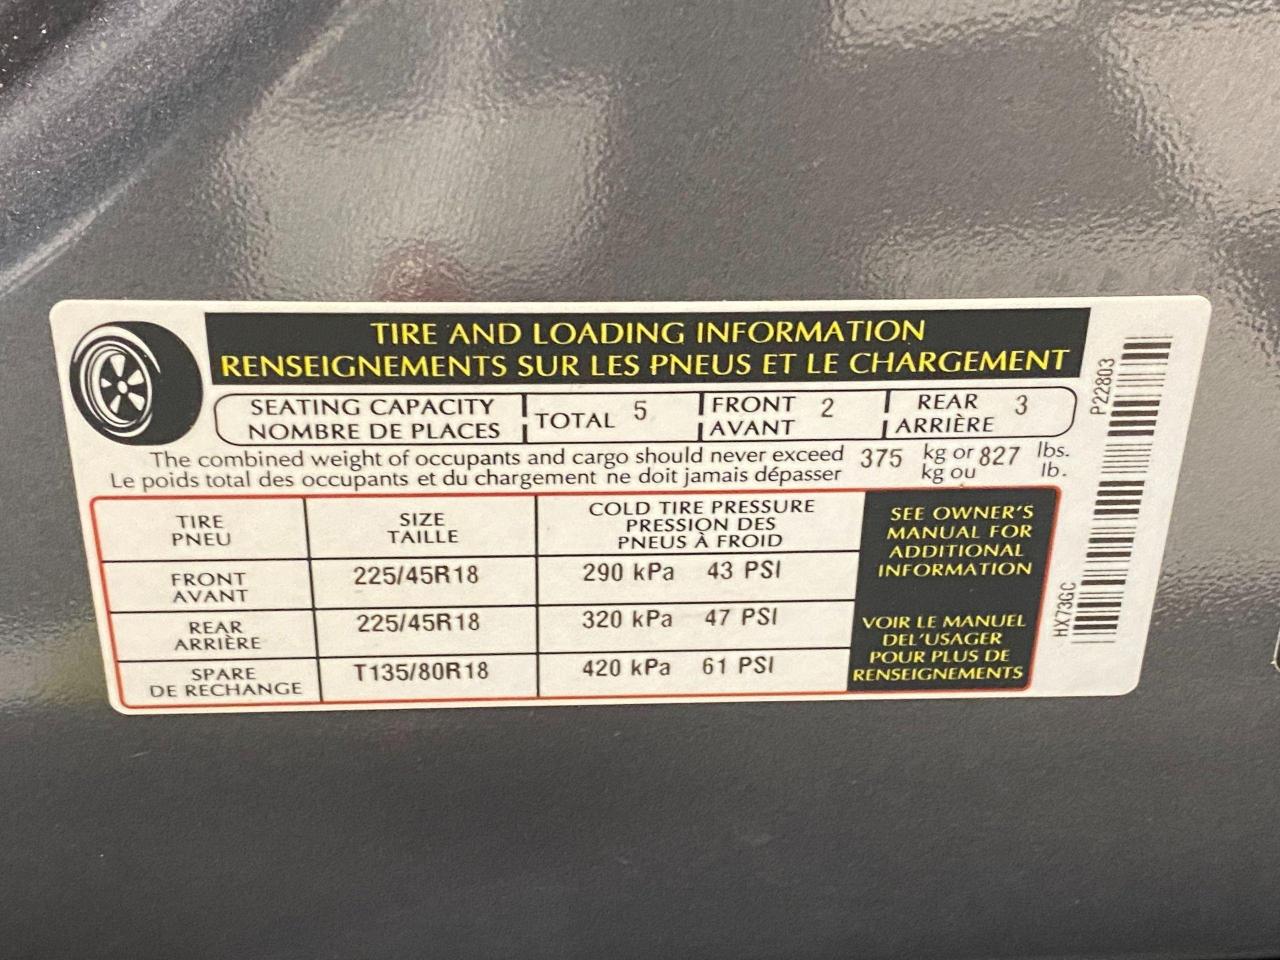 TIRE AND LOADING INFORMATION
RENSEIGNEMENTS SUR LES PNEUS ET LE CHARGEMENT
SEATING CAPACITY
NOMBRE DE PLACES
TOTAL 5
FRONT 2
AVANT
REAR 3
ARRIÈRE
The combined weight of occupants and cargo should never exceed 375 kg or 827 lbs.
Le poids total des occupants et du chargement ne doit jamais dépasser kg ou lb.
TIRE
PNEU
SIZE
TAILLE
COLD TIRE PRESSURE
PRESSION DES
PNEUS À FROID
FRONT
AVANT
225/45R18
290 kPa 43 PSI
REAR
ARRIÈRE
225/45R18
320 kPa 47 PSI
SPARE
DE RECHANGE
T135/80R18
420 kPa 61 PSI
SEE OWNER'S
MANUAL FOR
ADDITIONAL
INFORMATION
VOIR LE MANUEL
DEL'USAGER
POUR PLUS DE
RENSEIGNEMENTS
P22803
HX73GC